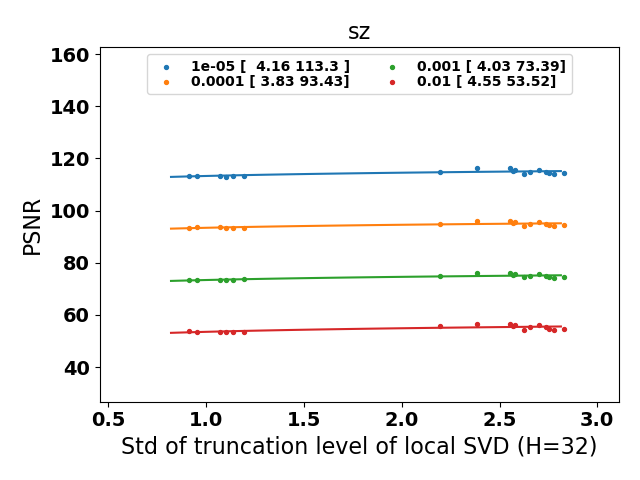 sz
1e-05 [  4.16 113.3 ]
0.0001 [ 3.83 93.43]
0.001 [ 4.03 73.39]
0.01 [ 4.55 53.52]
PSNR
160
140
120
100
80
60
40
0.5 1.0 1.5 2.0 2.5 3.0
Std of truncation level of local SVD (H=32)